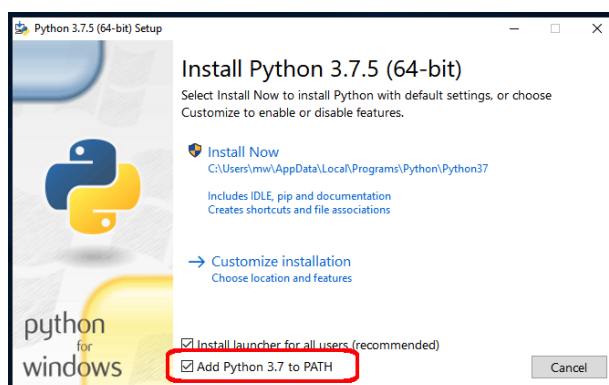 Python 3.7.5 (64-bit) Setup
Install Python 3.7.5 (64-bit)
Select Install Now to install Python with default settings, or choose
Customize to enable or disable features.
Install Now
C:\Users\mw\AppData\Local\Programs\Python\Python37
Includes IDLE, pip and documentation
Creates shortcuts and file associations
Customize installation
Choose location and features
python
for
windows
Install launcher for all users (recommended)
Add Python 3.7 to PATH
Cancel